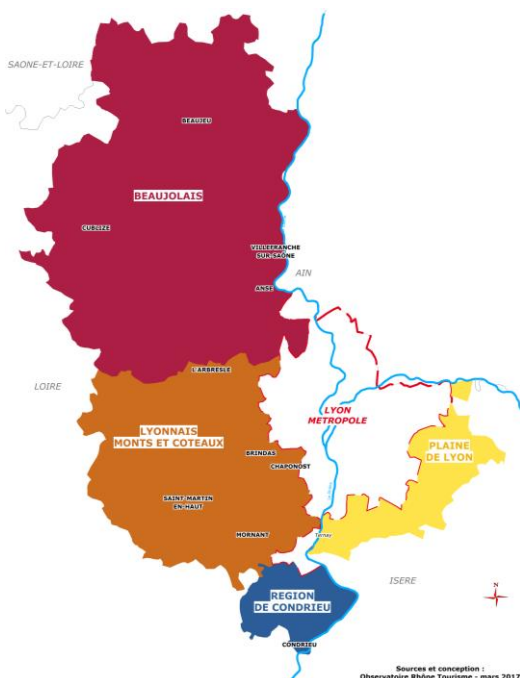 SAONE-ET-LOIRE
BEAUJEU
BEAUJOLAIS
CUBLIZE
VILLEFRANCHE
SUR-SAÔNE
AIN
ANSE
LOIRE
L'ARBRESLE
LYON
METROPOLE
LYONNAIS
MONTS ET COTEAUX
PLAINE
DE LYON
BRINDAS
CHAPONOST
SAINT-MARTIN
EN-HAUT
MORNANT
Ternay
ISERE
N
REGION
DE CONDRIEU
CONDRIEU
Sources et conception :
Observatoire Rhône Tourisme - mars 2017